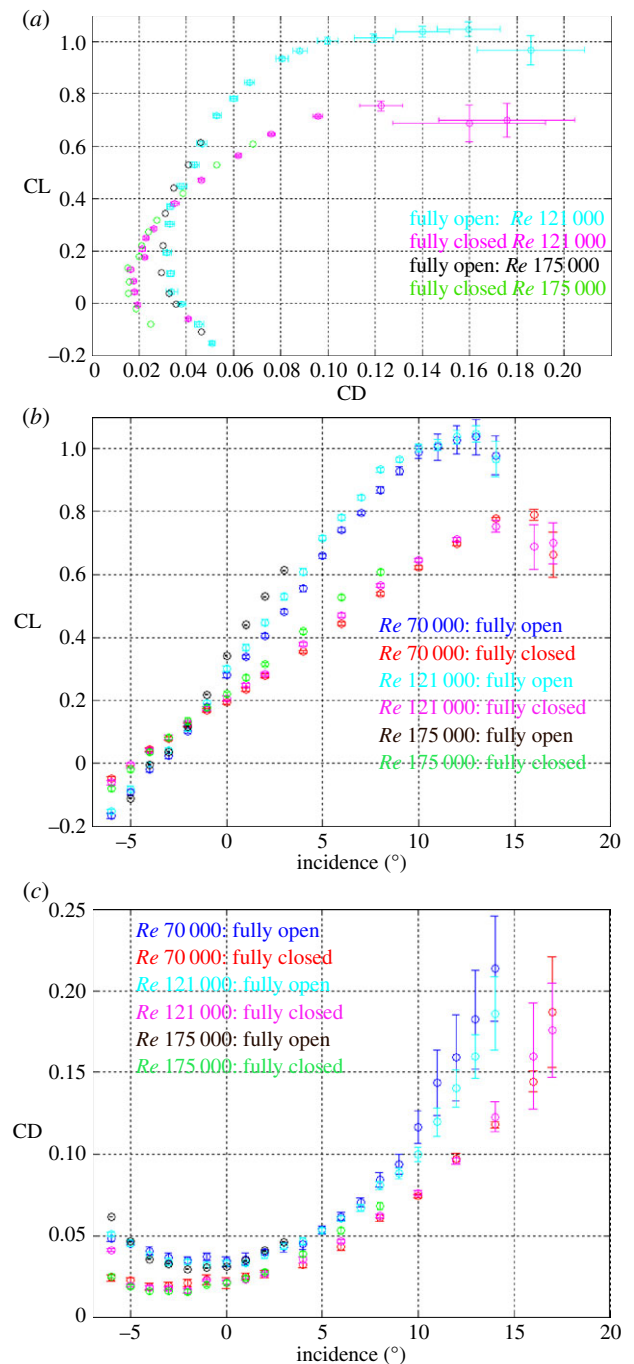 (a)
1.0
0.8
0.6
CL
0.4
0.2
0
−0.2
fully open: Re 121 000
fully closed Re 121 000
fully open: Re 175 000
fully closed Re 175 000
0 0.02 0.04 0.06 0.08 0.10 0.12 0.14 0.16 0.18 0.20
CD
(b)
1.0
0.8
0.6
CL
0.4
0.2
0
−0.2
Re 70 000: fully open
Re 70 000: fully closed
Re 121 000: fully open
Re 121 000: fully closed
Re 175 000: fully open
Re 175 000: fully closed
−5 0 5 10 15 20
incidence (°)
(c)
0.25
0.20
0.15
CD
0.10
0.05
0
Re 70 000: fully open
Re 70 000: fully closed
Re 121 000: fully open
Re 121 000: fully closed
Re 175 000: fully open
Re 175 000: fully closed
−5 0 5 10 15 20
incidence (°)